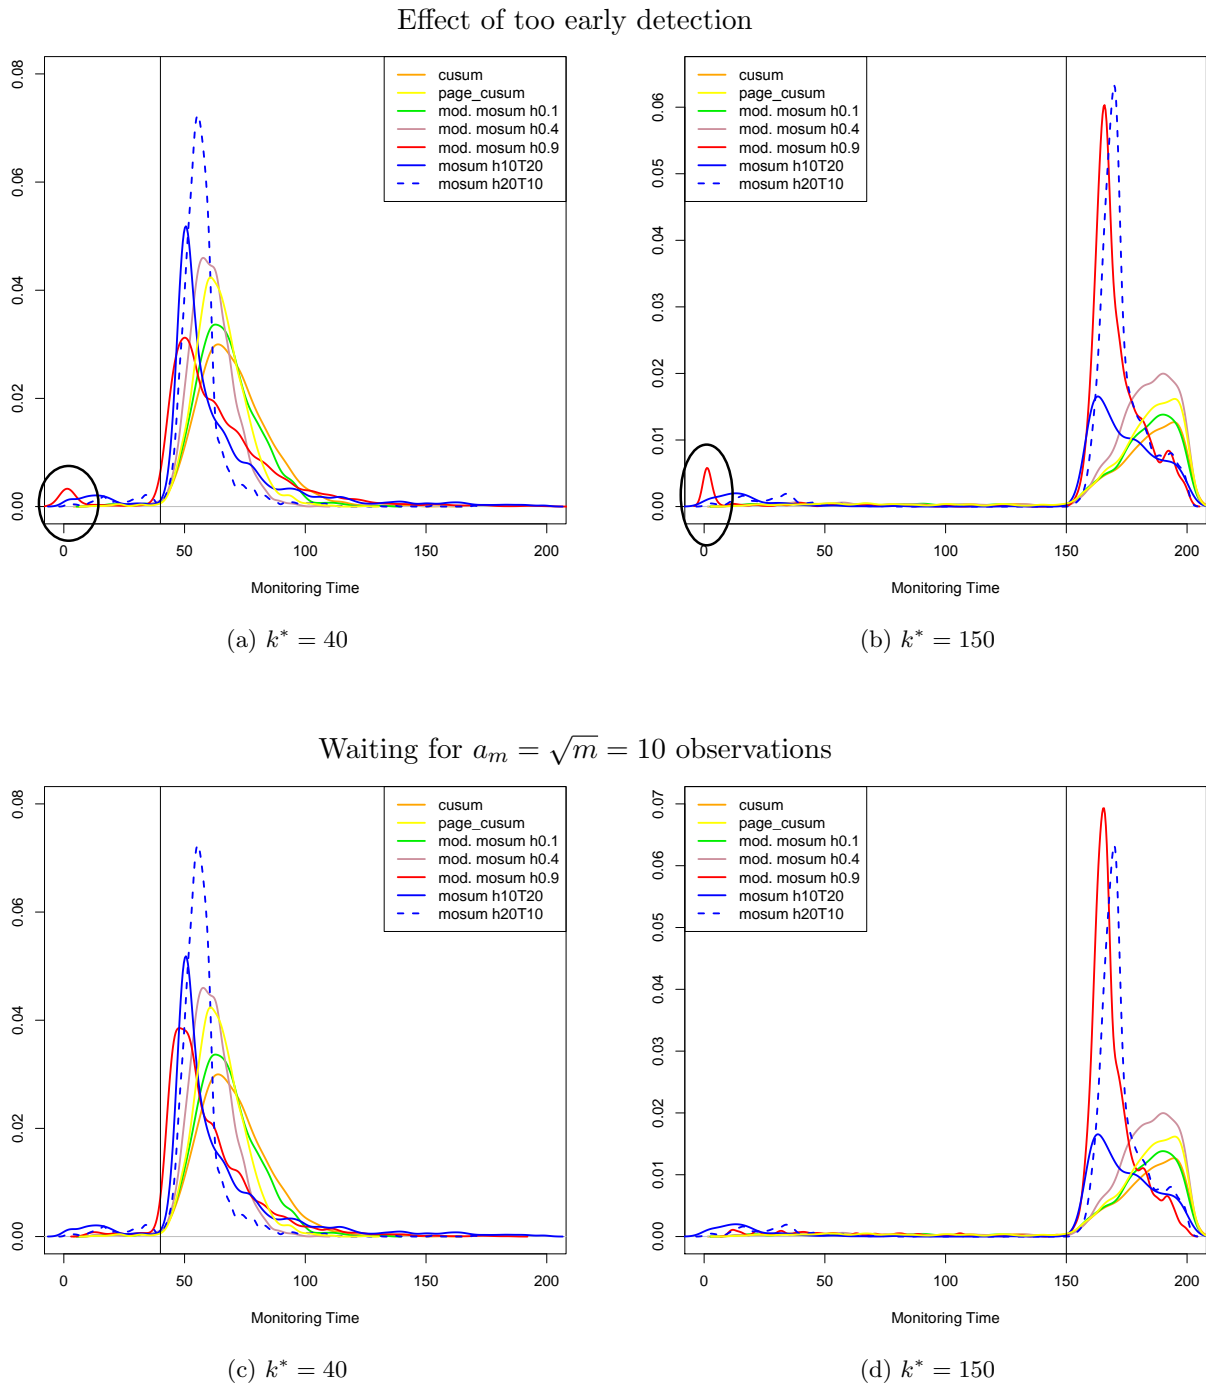 Effect of too early detection
cusum
page_cusum
mod. mosum h0.1
mod. mosum h0.4
mod. mosum h0.9
mosum h10T20
mosum h20T10
0.00
0.02
0.04
0.06
0.08
0
50
100
150
200
Monitoring Time
(a) k* = 40
cusum
page_cusum
mod. mosum h0.1
mod. mosum h0.4
mod. mosum h0.9
mosum h10T20
mosum h20T10
0.00
0.01
0.02
0.03
0.04
0.05
0.06
0
50
100
150
200
Monitoring Time
(b) k* = 150
Waiting for a_m = √m = 10 observations
cusum
page_cusum
mod. mosum h0.1
mod. mosum h0.4
mod. mosum h0.9
mosum h10T20
mosum h20T10
0.00
0.02
0.04
0.06
0.08
0
50
100
150
200
Monitoring Time
(c) k* = 40
cusum
page_cusum
mod. mosum h0.1
mod. mosum h0.4
mod. mosum h0.9
mosum h10T20
mosum h20T10
0.00
0.01
0.02
0.03
0.04
0.05
0.06
0.07
0
50
100
150
200
Monitoring Time
(d) k* = 150